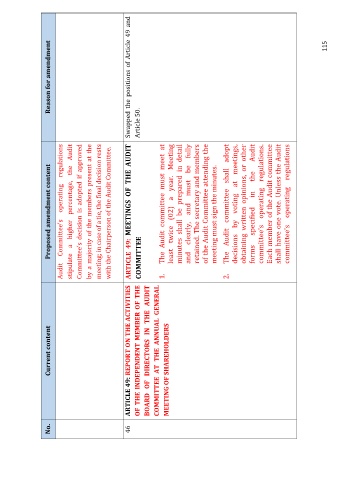 No.
Current content
Proposed amendment content
Reason for amendment
Audit Committee's operating regulations
stipulate a higher percentage, the Audit
Committee's decision is adopted if approved
by a majority of the members present at the
meeting; in case of a tie, the final decision rests
with the Chairperson of the Audit Committee.
46
ARTICLE 49: REPORT ON THE ACTIVITIES
OF THE INDEPENDENT MEMBER OF THE
BOARD OF DIRECTORS IN THE AUDIT
COMMITTEE AT THE ANNUAL GENERAL
MEETING OF SHAREHOLDERS
ARTICLE 49: MEETINGS OF THE AUDIT
COMMITTEE
1. The Audit committee must meet at
least twice (02) a year. Meeting
minutes shall be prepared in detail
and clearly, and must be fully
retained. The secretary and members
of the Audit Committee attending the
meeting must sign the minutes.
2. The Audit committee shall adopt
decisions by voting at meetings,
obtaining written opinions, or other
forms specified in the Audit
committee's operating regulations.
Each member of the Audit committee
shall have one vote. Unless the Audit
committee's operating regulations
Swapped the positions of Article 49 and
Article 50.
115